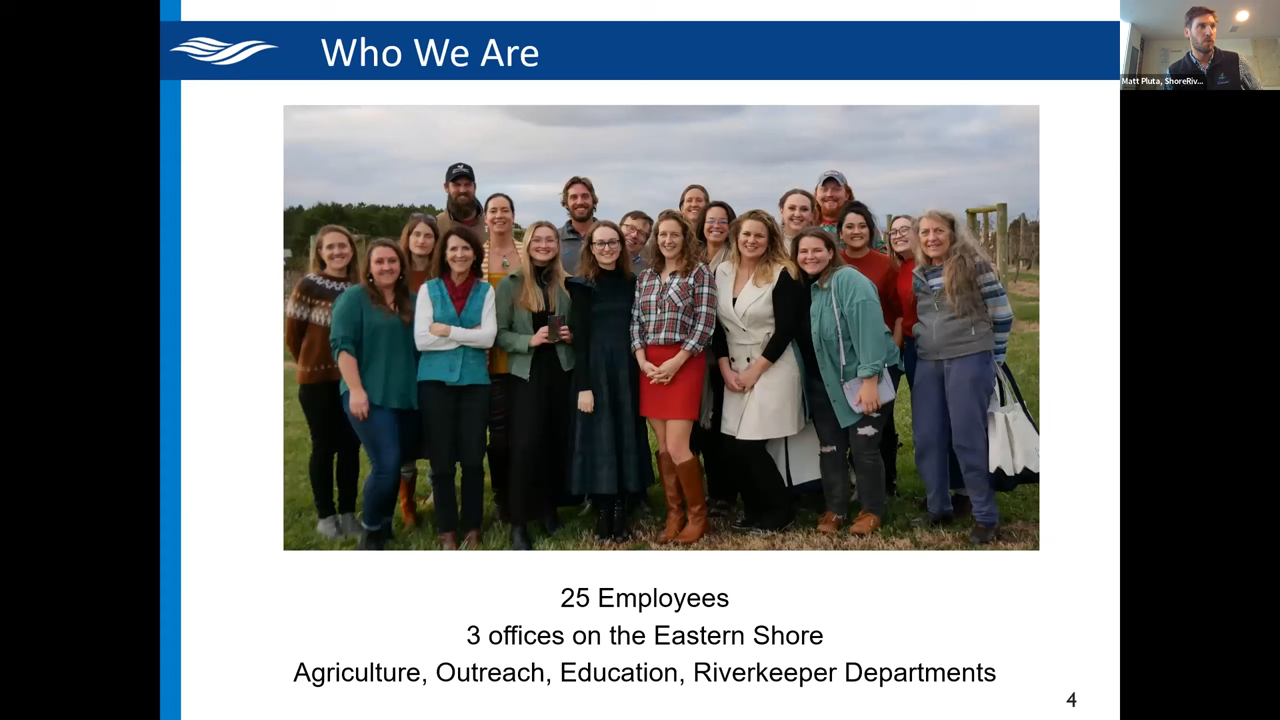 Who We Are
Matt Pluta, ShoreRiv...
25 Employees
3 offices on the Eastern Shore
Agriculture, Outreach, Education, Riverkeeper Departments
4